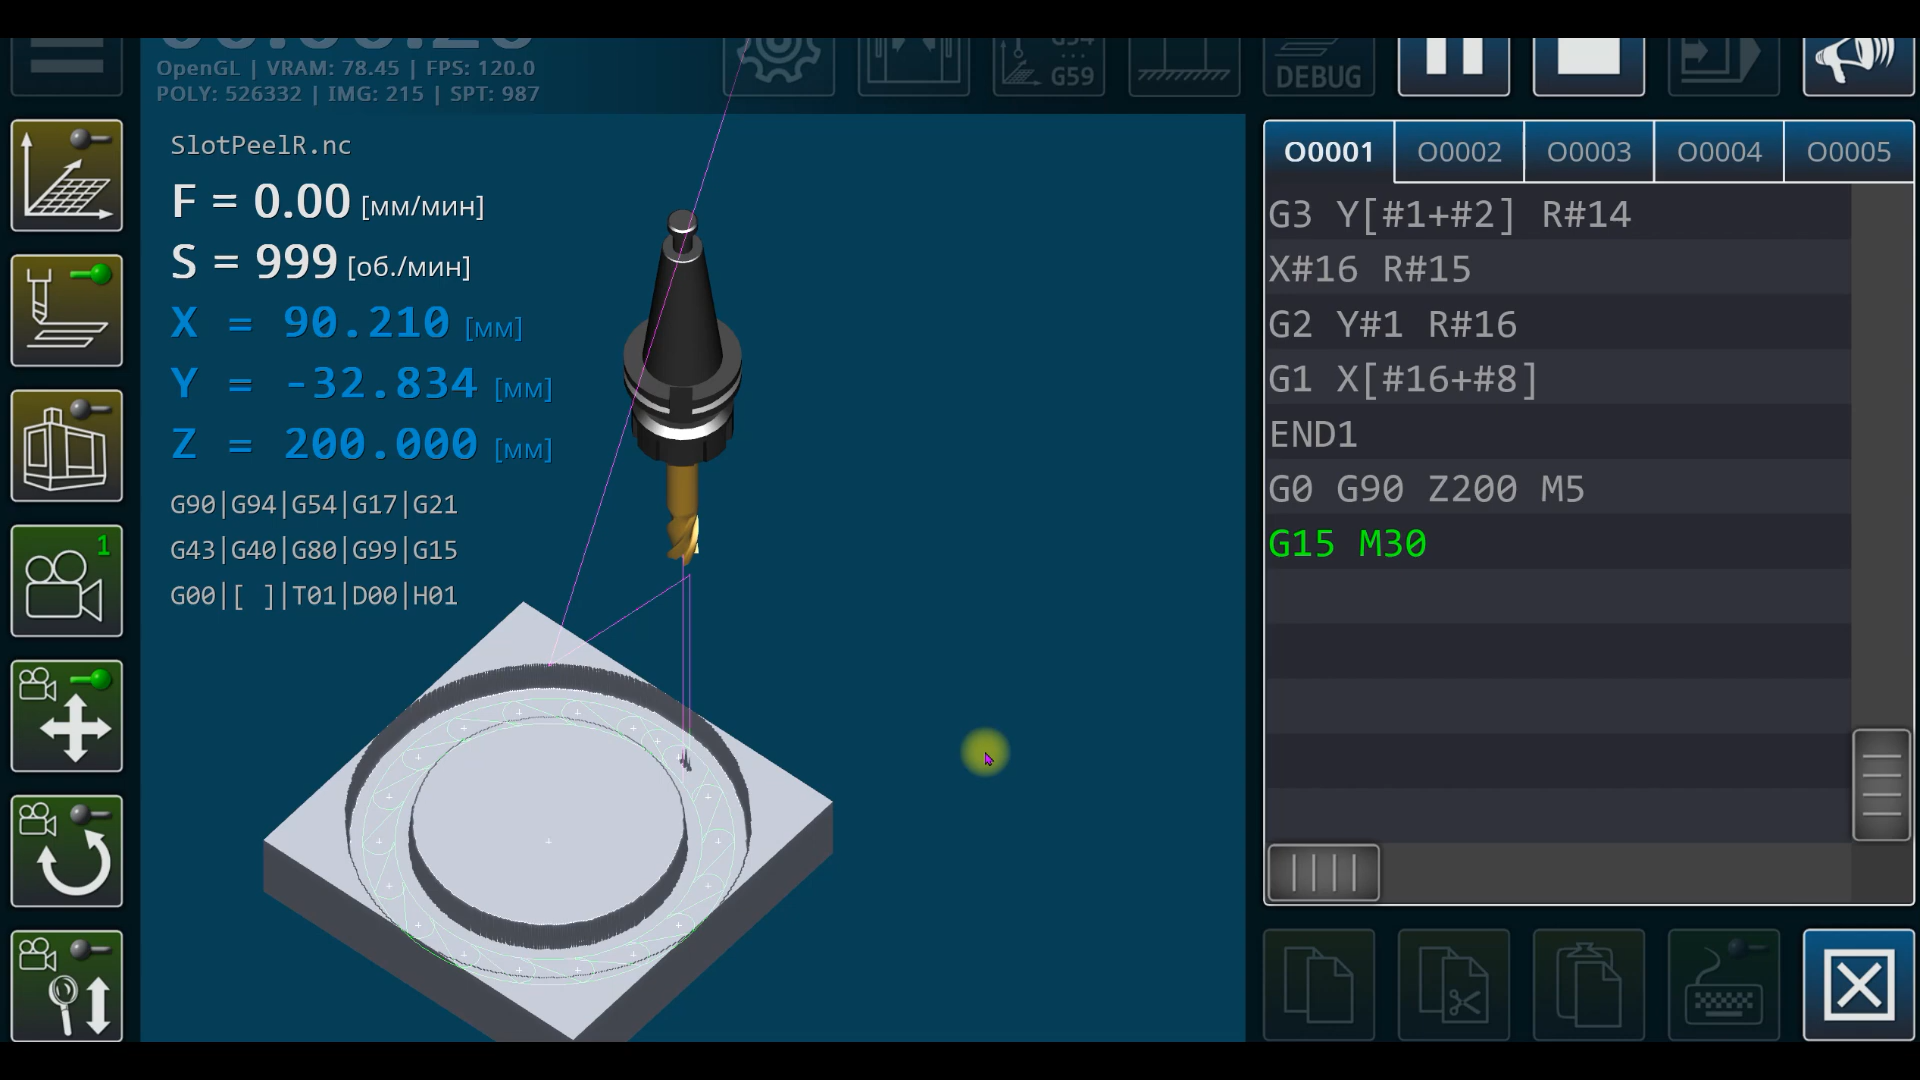 G54
...
G59
DEBUG
OpenGL | VRAM: 78.45 | FPS: 120.0
POLY: 526332 | IMG: 215 | SPT: 987
SlotPeelR.nc
F = 0.00 [мм/мин]
S = 999 [об./мин]
X = 90.210 [мм]
Y = -32.834 [мм]
Z = 200.000 [мм]
G90|G94|G54|G17|G21
G43|G40|G80|G99|G15
G00|[ ]|T01|D00|H01
1
O0001 O0002 O0003 O0004 O0005
G3 Y[#1+#2] R#14
X#16 R#15
G2 Y#1 R#16
G1 X[#16+#8]
END1
G0 G90 Z200 M5
G15 M30